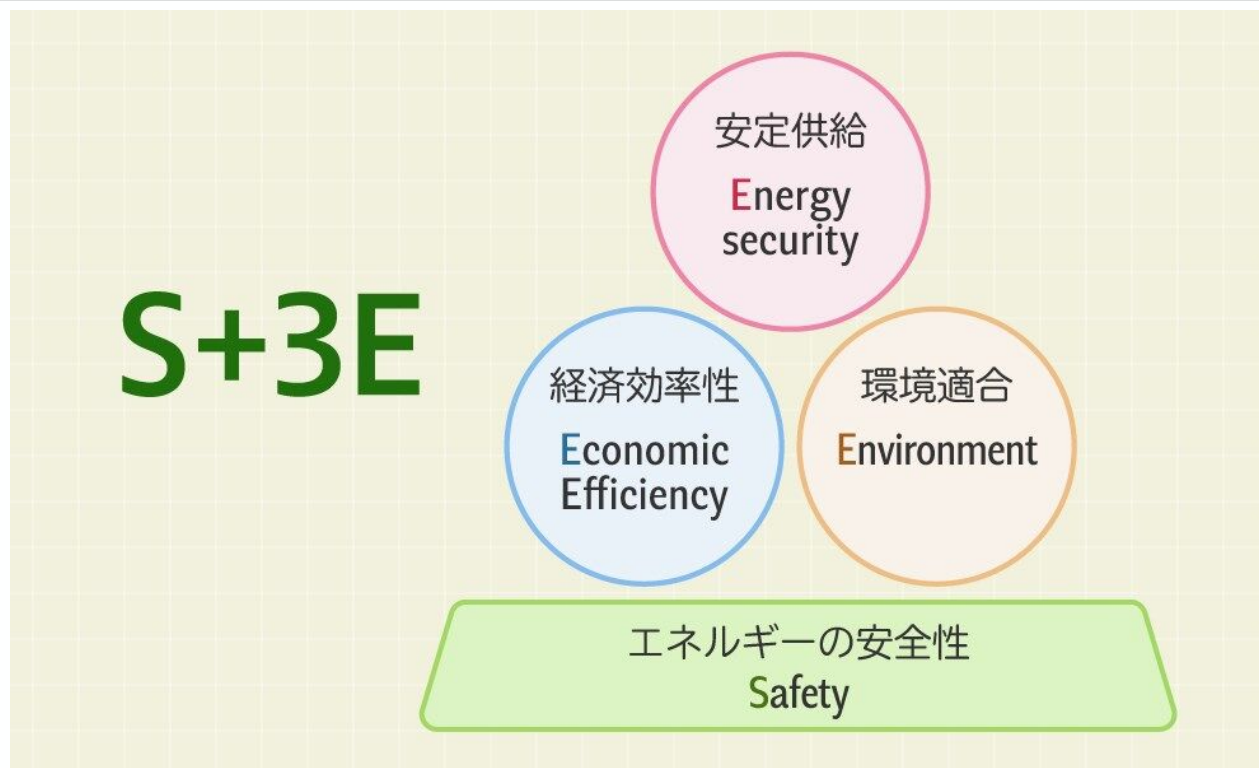 S+3E
安定供給
Energy
security
経済効率性
Economic
Efficiency
環境適合
Environment
エネルギーの安全性
Safety